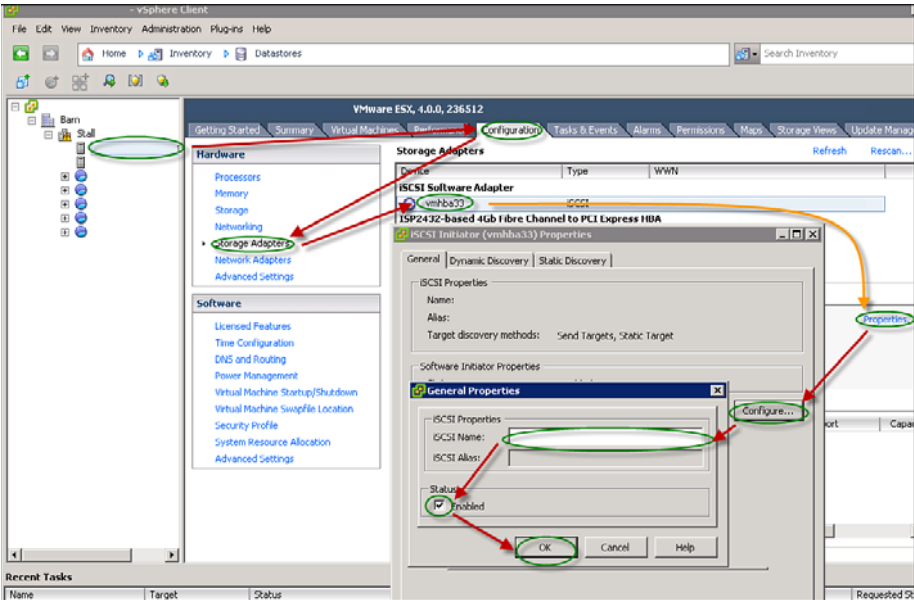 - vSphere Client
File Edit View Inventory Administration Plug-ins Help
Home Inventory Datastores
Search Inventory
Barn
Stall
VMware ESX, 4.0.0, 236512
Getting Started Summary Virtual Machines Configuration Tasks & Events Alarms Permissions Maps Storage Views Update Manag
Hardware
Processors
Memory
Storage
Networking
Storage Adapters
Network Adapters
Advanced Settings
Software
Licensed Features
Time Configuration
DNS and Routing
Power Management
Virtual Machine Startup/Shutdown
Virtual Machine Swapfile Location
Security Profile
System Resource Allocation
Advanced Settings
Storage Adapters
Refresh Rescan...
Device Type WWN
iSCSI Software Adapter
vmhba33 iSCSI
ISP2432-based 4Gb Fibre Channel to PCI Express HBA
iSCSI Initiator (vmhba33) Properties
General Dynamic Discovery Static Discovery
iSCSI Properties
Name:
Alias:
Target discovery methods: Send Targets, Static Target
Properties
Software Initiator Properties
General Properties
Configure...
iSCSI Properties
iSCSI Name:
iSCSI Alias:
Status
Enabled
OK Cancel Help
ort Capa
Recent Tasks
Name Target Status Requested St